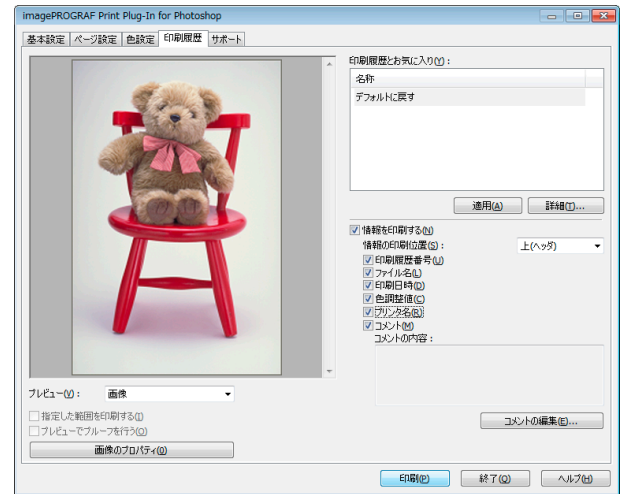 imagePROGRAF Print Plug-In for Photoshop
基本設定 ページ設定 色設定 印刷履歴 サポート
印刷履歴とお気に入り(Y)：
名称
デフォルトに戻す
適用(A) 詳細(T)...
情報を印刷する(N)
情報の印刷位置(S)： 上(ヘッダ)
印刷履歴番号(U)
ファイル名(L)
印刷日時(D)
色調整値(C)
プリンタ名(R)
コメント(M)
コメントの内容：
プレビュー(V)： 画像
指定した範囲を印刷する(I)
プレビューでプルーフを行う(O)
コメントの編集(E)...
画像のプロパティ(0)
印刷(P) 終了(Q) ヘルプ(H)